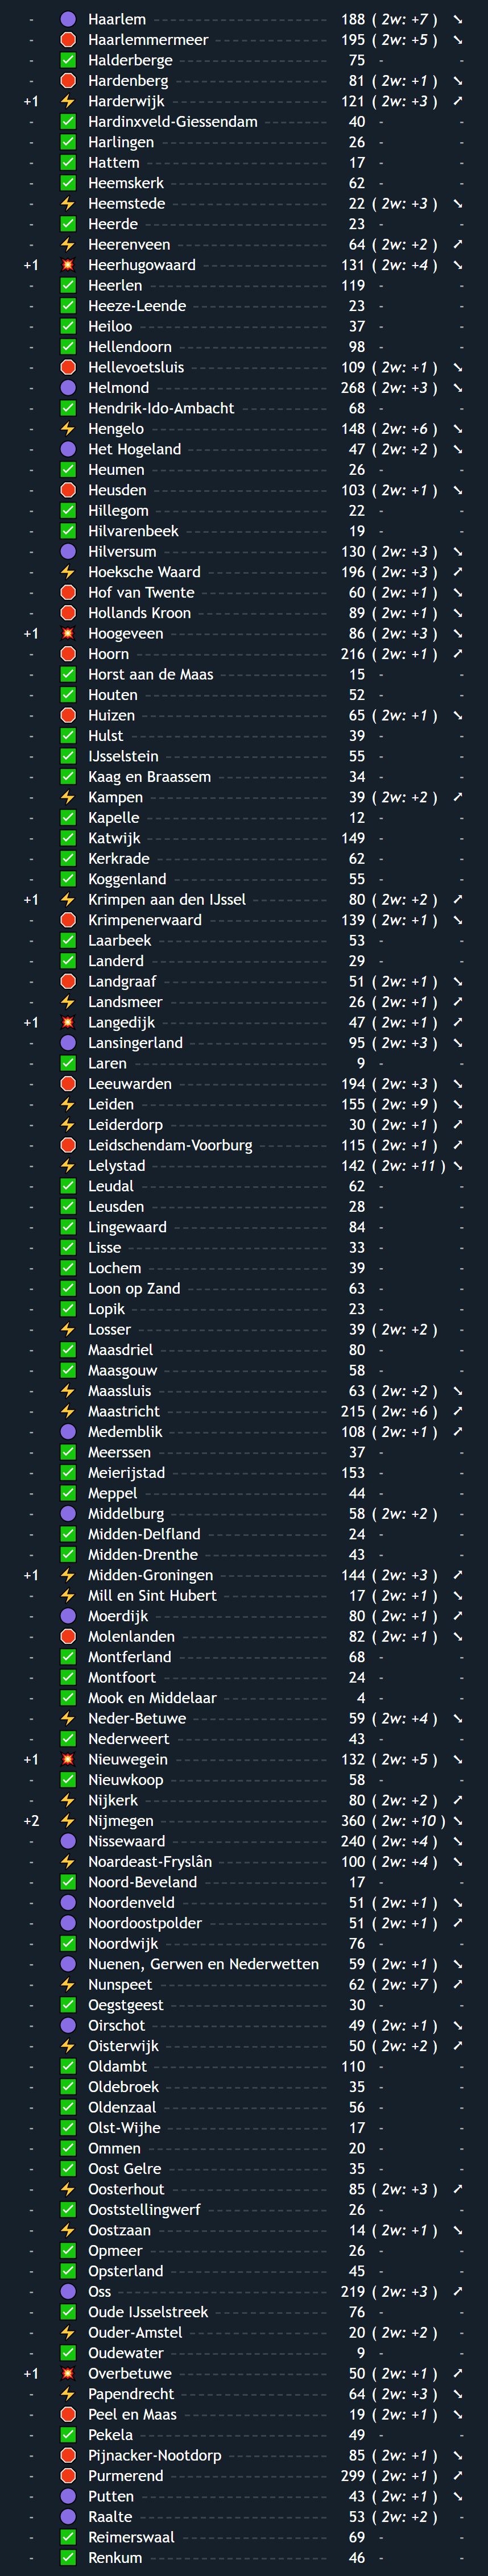 - Haarlem 188 ( 2w: +7 ) ↘
- Haarlemmermeer 195 ( 2w: +5 ) ↘
- Halderberge 75 - -
- Hardenberg 81 ( 2w: +1 ) ↘
+1 Harderwijk 121 ( 2w: +3 ) ↗
- Hardinxveld-Giessendam 40 - -
- Harlingen 26 - -
- Hattem 17 - -
- Heemskerk 62 - -
- Heemstede 22 ( 2w: +3 ) ↘
- Heerde 23 - -
- Heerenveen 64 ( 2w: +2 ) ↗
+1 Heerhugowaard 131 ( 2w: +4 ) ↘
- Heerlen 119 - -
- Heeze-Leende 23 - -
- Heiloo 37 - -
- Hellendoorn 98 - -
- Hellevoetsluis 109 ( 2w: +1 ) ↘
- Helmond 268 ( 2w: +3 ) ↘
- Hendrik-Ido-Ambacht 68 - -
- Hengelo 148 ( 2w: +6 ) ↘
- Het Hogeland 47 ( 2w: +2 ) ↘
- Heumen 26 - -
- Heusden 103 ( 2w: +1 ) ↘
- Hillegom 22 - -
- Hilvarenbeek 19 - -
- Hilversum 130 ( 2w: +3 ) ↘
- Hoeksche Waard 196 ( 2w: +3 ) ↗
- Hof van Twente 60 ( 2w: +1 ) ↘
- Hollands Kroon 89 ( 2w: +1 ) ↘
+1 Hoogeveen 86 ( 2w: +3 ) ↘
- Hoorn 216 ( 2w: +1 ) ↗
- Horst aan de Maas 15 - -
- Houten 52 - -
- Huizen 65 ( 2w: +1 ) ↘
- Hulst 39 - -
- IJsselstein 55 - -
- Kaag en Braassem 34 - -
- Kampen 39 ( 2w: +2 ) ↗
- Kapelle 12 - -
- Katwijk 149 - -
- Kerkrade 62 - -
- Koggenland 55 - -
+1 Krimpen aan den IJssel 80 ( 2w: +2 ) ↗
- Krimpenerwaard 139 ( 2w: +1 ) ↘
- Laarbeek 53 - -
- Landerd 29 - -
- Landgraaf 51 ( 2w: +1 ) ↘
- Landsmeer 26 ( 2w: +1 ) ↗
+1 Langedijk 47 ( 2w: +1 ) ↗
- Lansingerland 95 ( 2w: +3 ) ↘
- Laren 9 - -
- Leeuwarden 194 ( 2w: +3 ) ↘
- Leiden 155 ( 2w: +9 ) ↘
- Leiderdorp 30 ( 2w: +1 ) ↗
- Leidschendam-Voorburg 115 ( 2w: +1 ) ↗
- Lelystad 142 ( 2w: +11 ) ↘
- Leudal 62 - -
- Leusden 28 - -
- Lingewaard 84 - -
- Lisse 33 - -
- Lochem 39 - -
- Loon op Zand 63 - -
- Lopik 23 - -
- Losser 39 ( 2w: +2 ) -
- Maasdriel 80 - -
- Maasgouw 58 - -
- Maassluis 63 ( 2w: +2 ) ↘
- Maastricht 215 ( 2w: +6 ) ↗
- Medemblik 108 ( 2w: +1 ) ↗
- Meerssen 37 - -
- Meierijstad 153 - -
- Meppel 44 - -
- Middelburg 58 ( 2w: +2 ) -
- Midden-Delfland 24 - -
- Midden-Drenthe 43 - -
+1 Midden-Groningen 144 ( 2w: +3 ) ↗
- Mill en Sint Hubert 17 ( 2w: +1 ) ↘
- Moerdijk 80 ( 2w: +1 ) ↗
- Molenlanden 82 ( 2w: +1 ) ↘
- Montferland 68 - -
- Montfoort 24 - -
- Mook en Middelaar 4 - -
- Neder-Betuwe 59 ( 2w: +4 ) ↘
- Nederweert 43 - -
+1 Nieuwegein 132 ( 2w: +5 ) ↘
- Nieuwkoop 58 - -
- Nijkerk 80 ( 2w: +2 ) ↗
+2 Nijmegen 360 ( 2w: +10 ) ↘
- Nissewaard 240 ( 2w: +4 ) ↘
- Noardeast-Fryslân 100 ( 2w: +4 ) ↘
- Noord-Beveland 17 - -
- Noordenveld 51 ( 2w: +1 ) ↘
- Noordoostpolder 51 ( 2w: +1 ) ↗
- Noordwijk 76 - -
- Nuenen, Gerwen en Nederwetten 59 ( 2w: +1 ) ↘
- Nunspeet 62 ( 2w: +7 ) ↗
- Oegstgeest 30 - -
- Oirschot 49 ( 2w: +1 ) ↘
- Oisterwijk 50 ( 2w: +2 ) ↗
- Oldambt 110 - -
- Oldebroek 35 - -
- Oldenzaal 56 - -
- Olst-Wijhe 17 - -
- Ommen 20 - -
- Oost Gelre 35 - -
- Oosterhout 85 ( 2w: +3 ) ↗
- Ooststellingwerf 26 - -
- Oostzaan 14 ( 2w: +1 ) ↘
- Opmeer 26 - -
- Opsterland 45 - -
- Oss 219 ( 2w: +3 ) ↗
- Oude IJsselstreek 76 - -
- Ouder-Amstel 20 ( 2w: +2 ) -
- Oudewater 9 - -
+1 Overbetuwe 50 ( 2w: +1 ) ↗
- Papendrecht 64 ( 2w: +3 ) ↘
- Peel en Maas 19 ( 2w: +1 ) ↘
- Pekela 49 - -
- Pijnacker-Nootdorp 85 ( 2w: +1 ) ↘
- Purmerend 299 ( 2w: +1 ) ↗
- Putten 43 ( 2w: +1 ) ↘
- Raalte 53 ( 2w: +2 ) -
- Reimerswaal 69 - -
- Renkum 46 - -